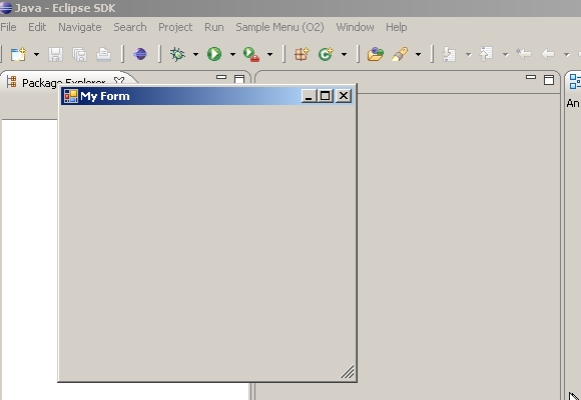 Java - Eclipse SDK
File Edit Navigate Search Project Run Sample Menu (O2) Window Help
Package Explorer
An
My Form